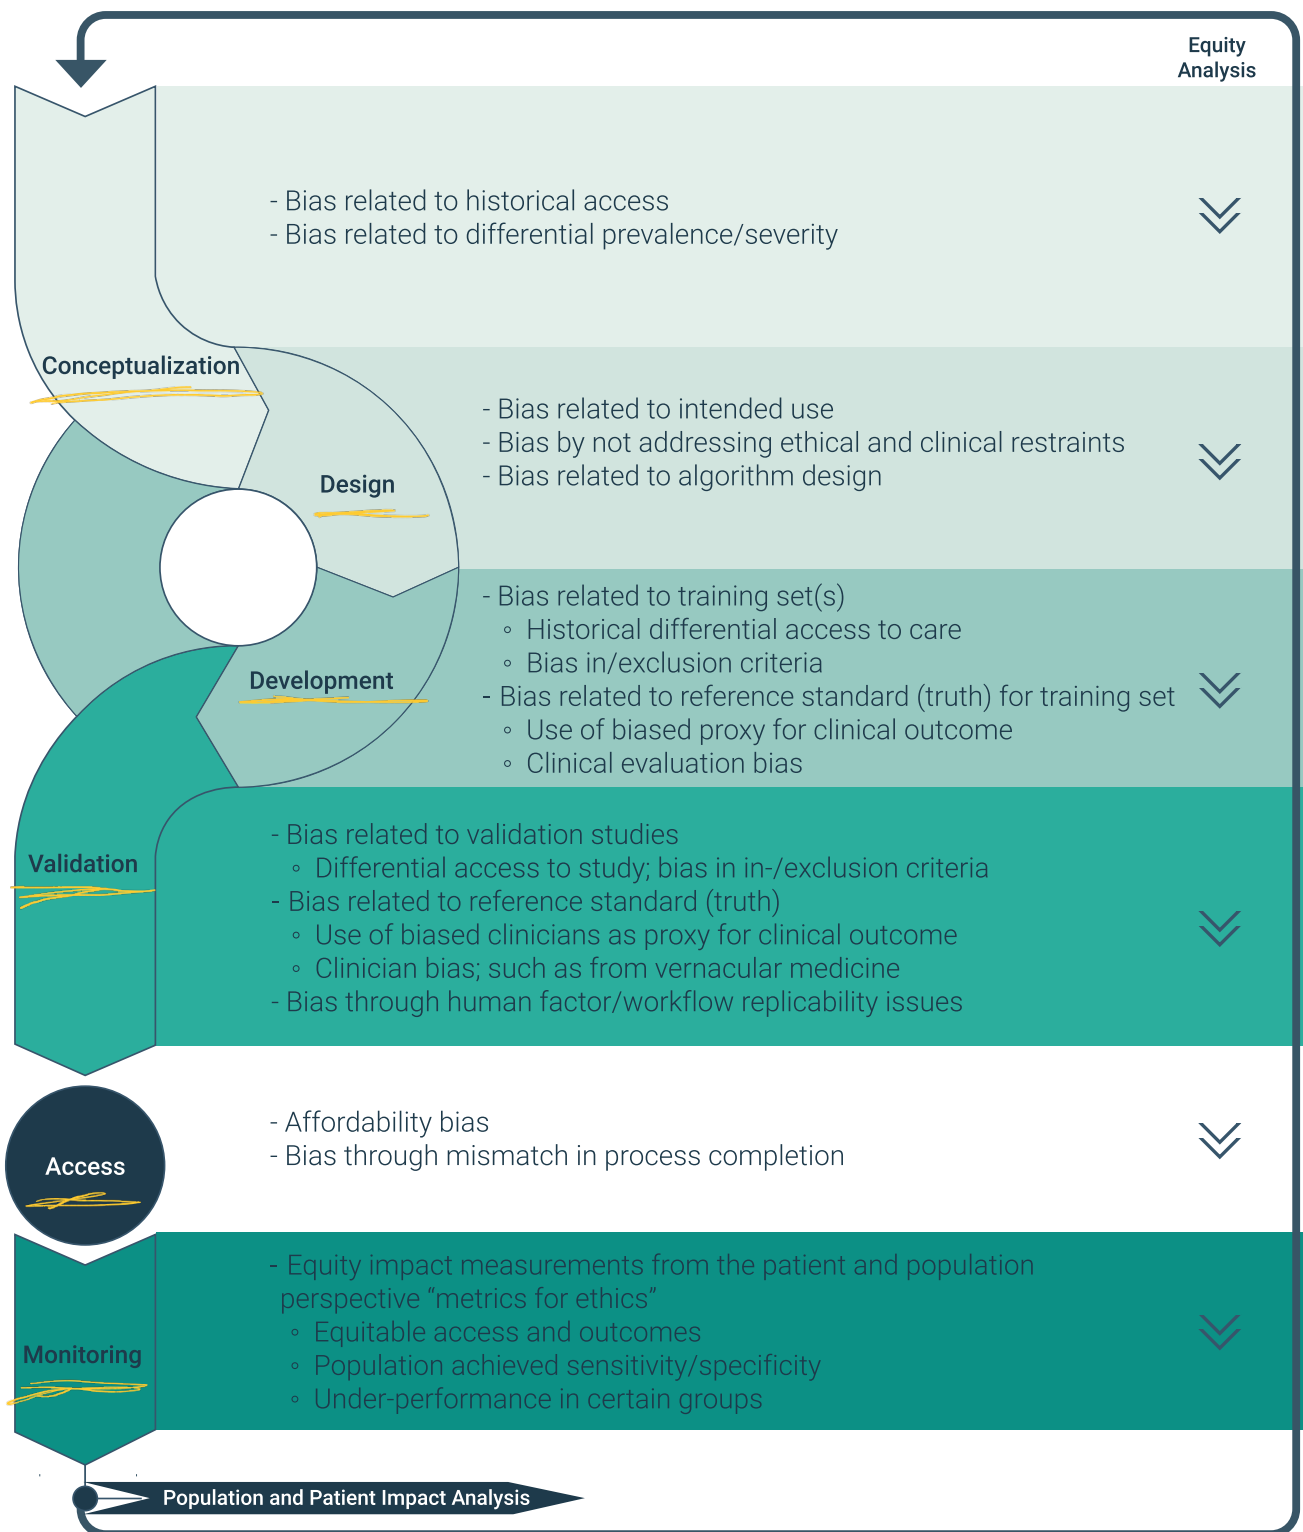 Equity
Analysis
- Bias related to historical access
- Bias related to differential prevalence/severity
Conceptualization
- Bias related to intended use
- Bias by not addressing ethical and clinical restraints
- Bias related to algorithm design
Design
- Bias related to training set(s)
◦ Historical differential access to care
◦ Bias in/exclusion criteria
- Bias related to reference standard (truth) for training set
◦ Use of biased proxy for clinical outcome
◦ Clinical evaluation bias
Development
- Bias related to validation studies
◦ Differential access to study; bias in in-/exclusion criteria
- Bias related to reference standard (truth)
◦ Use of biased clinicians as proxy for clinical outcome
◦ Clinician bias; such as from vernacular medicine
- Bias through human factor/workflow replicability issues
Validation
- Affordability bias
- Bias through mismatch in process completion
Access
- Equity impact measurements from the patient and population
perspective “metrics for ethics”
◦ Equitable access and outcomes
◦ Population achieved sensitivity/specificity
◦ Under-performance in certain groups
Monitoring
Population and Patient Impact Analysis